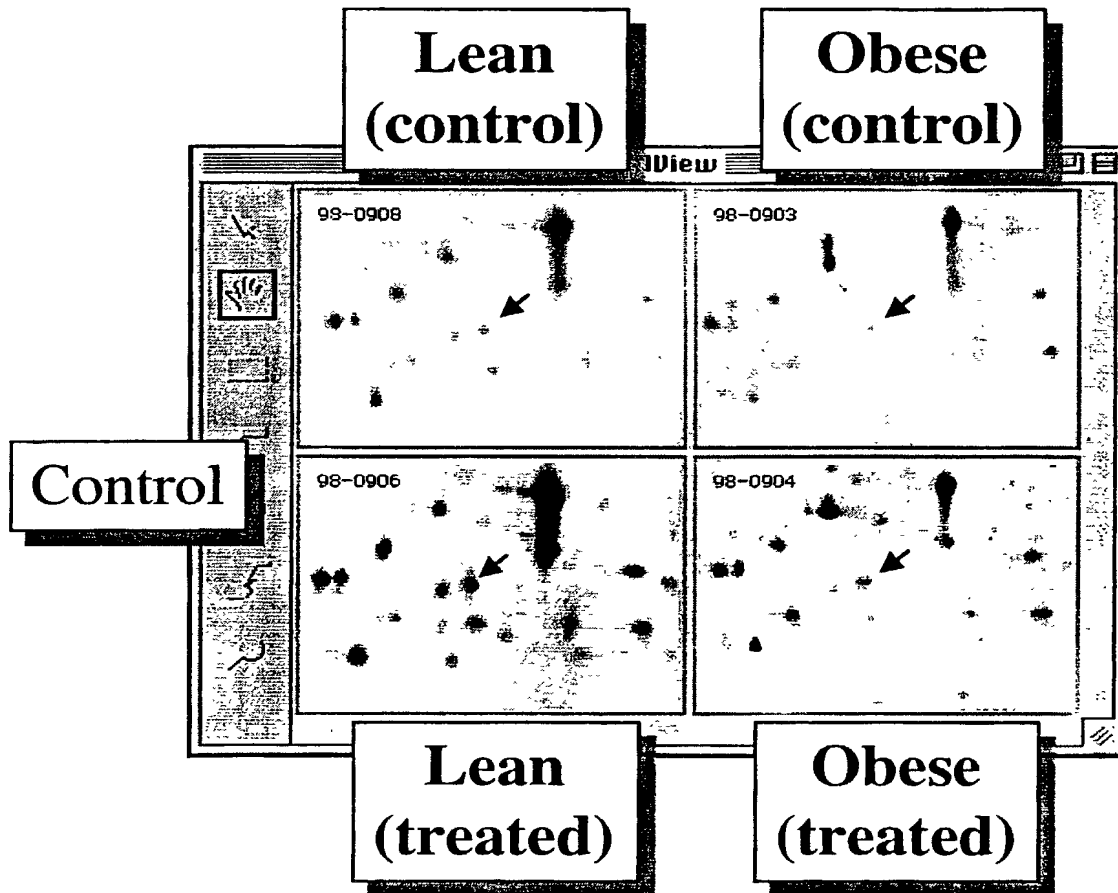 Lean
(control)
Obese
(control)
View
98-0908
98-0903
Control
98-0906
98-0904
Lean
(treated)
Obese
(treated)